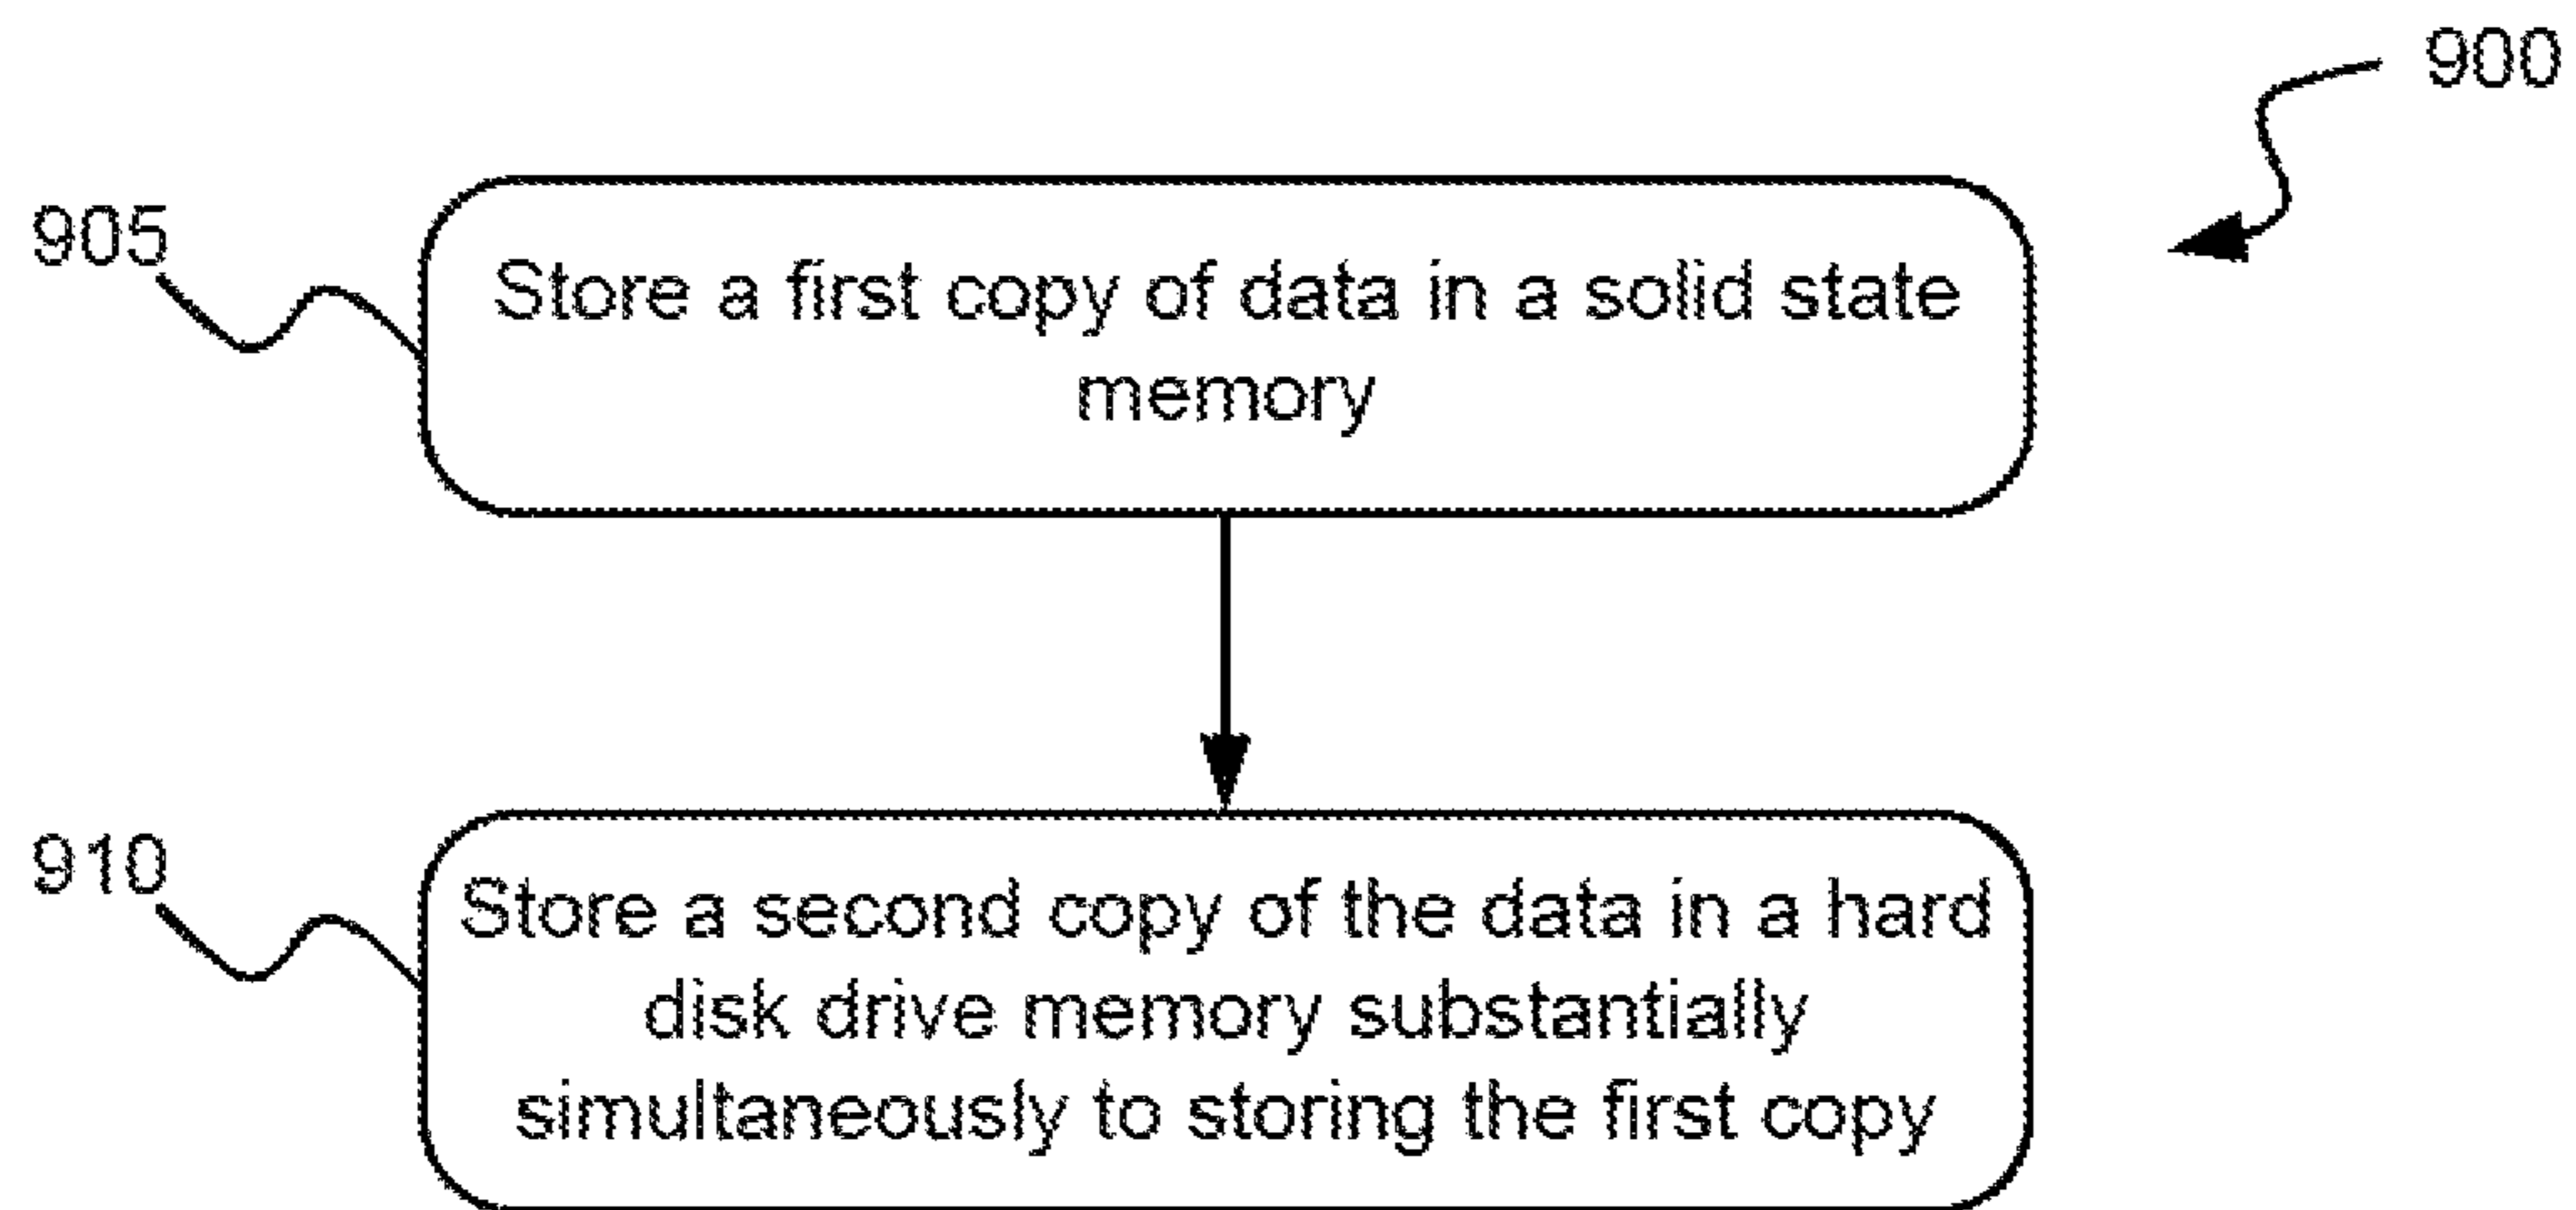 900
905
Store a first copy of data in a solid state
memory
910
Store a second copy of the data in a hard
disk drive memory substantially
simultaneously to storing the first copy